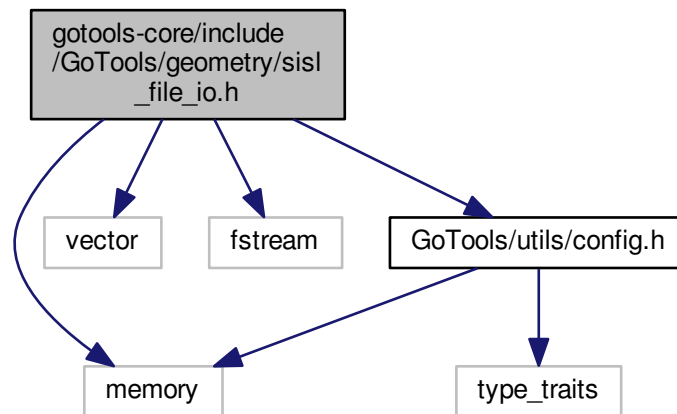 gotools-core/include
/GoTools/geometry/sisl
_file_io.h
vector
fstream
GoTools/utils/config.h
memory
type_traits